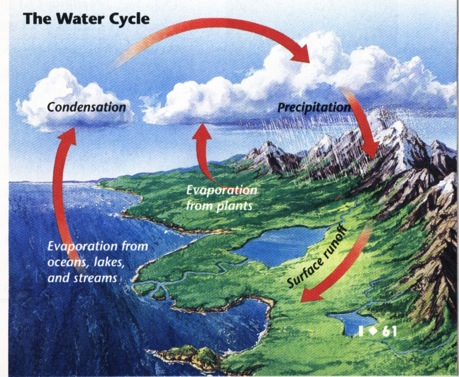 The Water Cycle
Condensation
Precipitation
Evaporation
from plants
Evaporation from
oceans, lakes,
and streams
Surface runoff
I ◆ 61